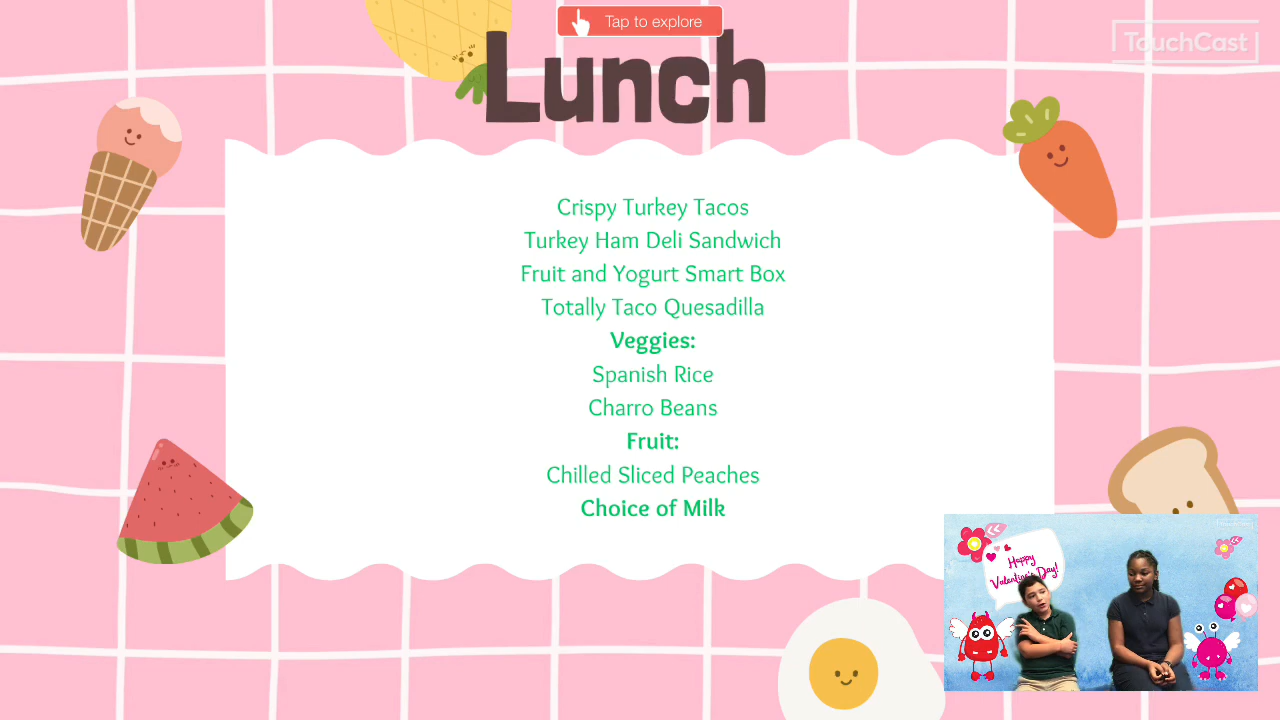 Tap to explore
TouchCast
Lunch
Crispy Turkey Tacos
Turkey Ham Deli Sandwich
Fruit and Yogurt Smart Box
Totally Taco Quesadilla
Veggies:
Spanish Rice
Charro Beans
Fruit:
Chilled Sliced Peaches
Choice of Milk
Happy
Valentine's Day!
TouchCast